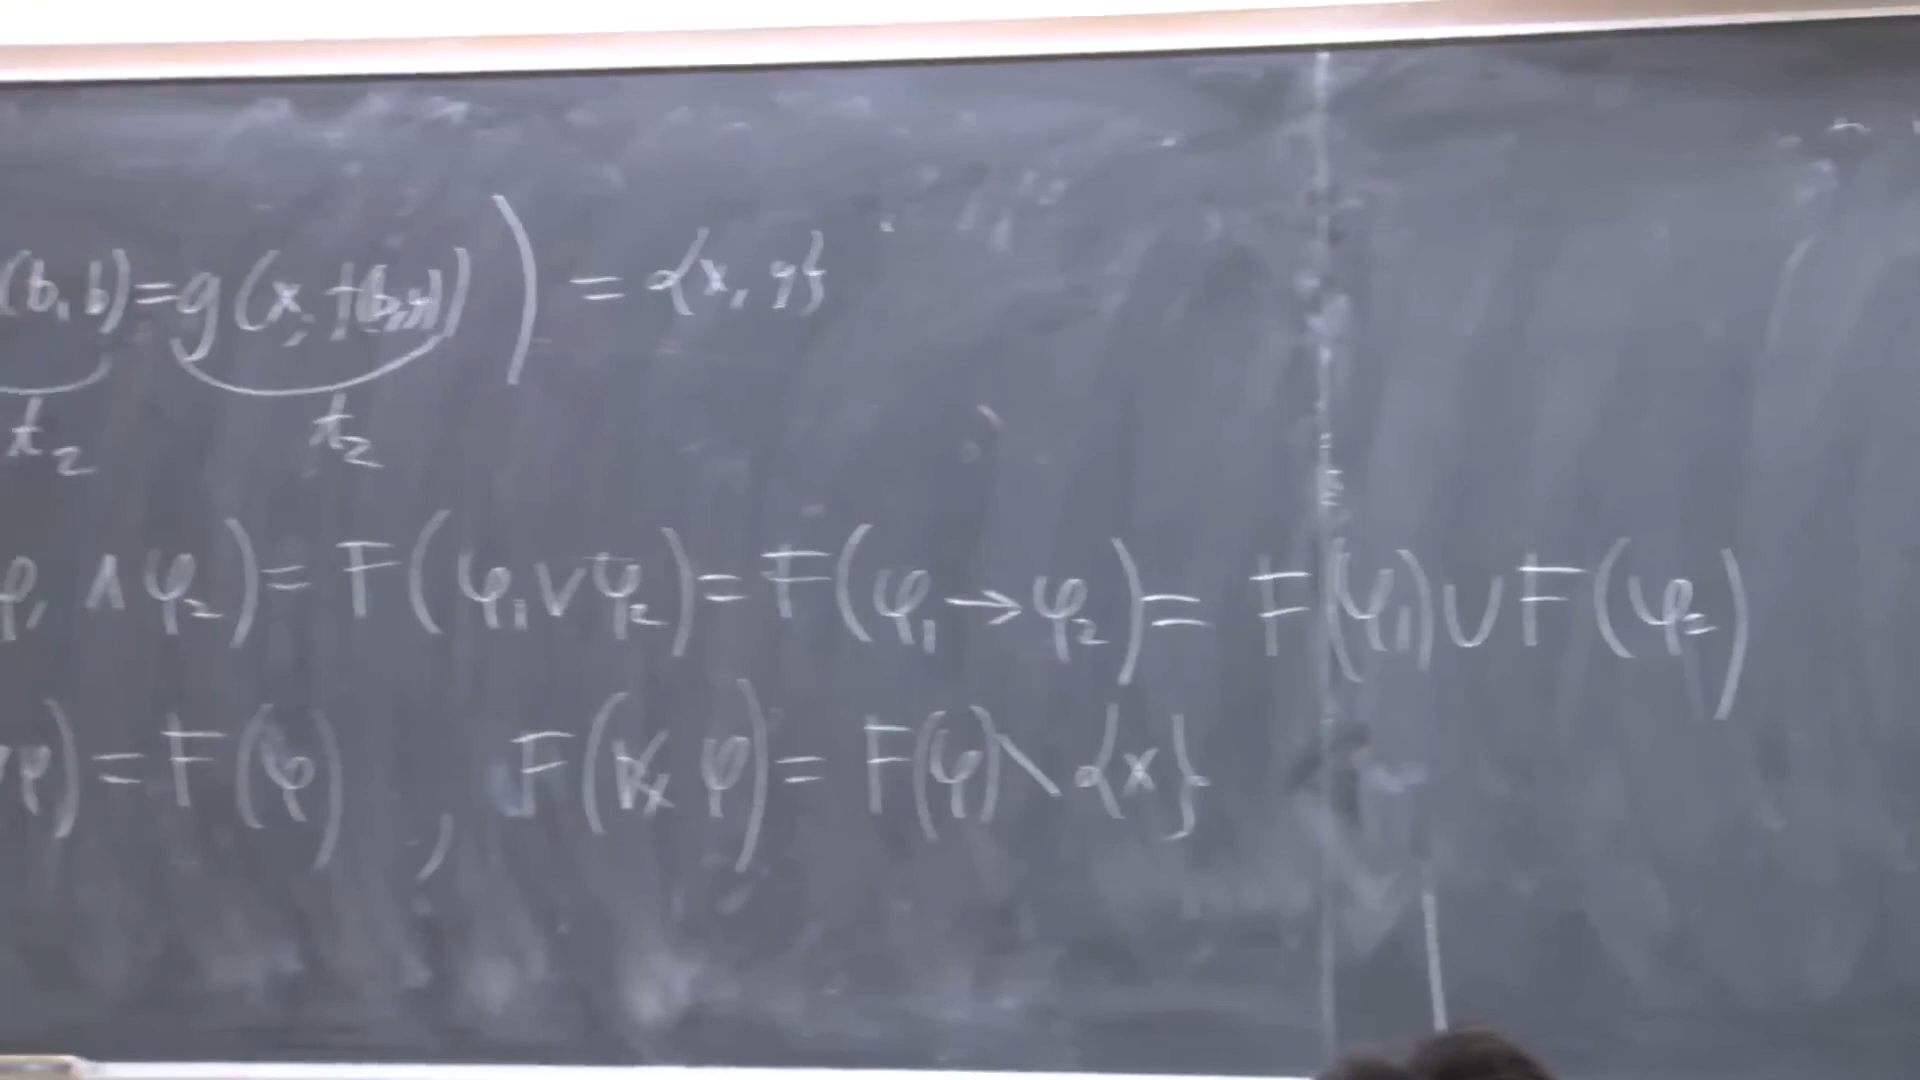 (b, b) = g(x, f(b,y)) ) = {x, y}
t₂ t₂
φ₁ ∧ φ₂) = F(φ₁ ∨ φ₂) = F(φ₁ → φ₂) = F(φ₁) ∪ F(φ₂)
φ) = F(φ) , F(∀x φ) = F(φ) \ {x}